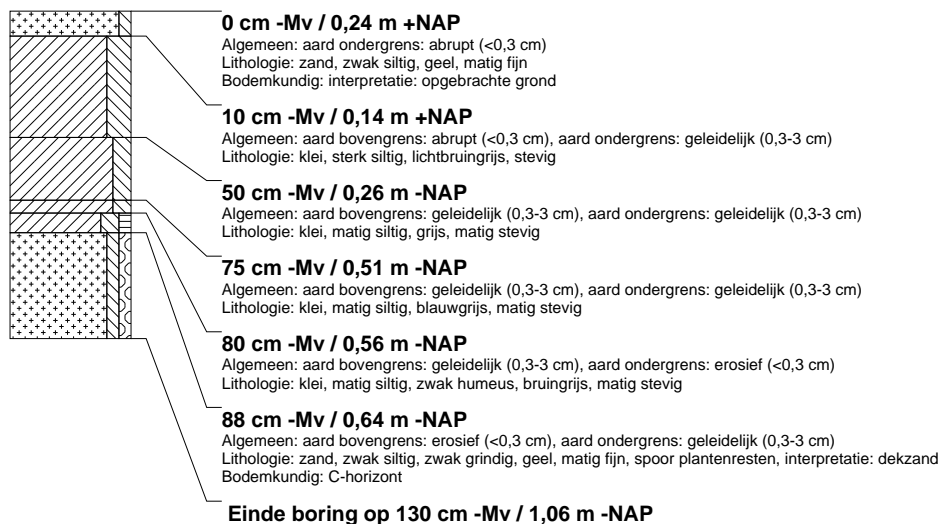 0 cm -Mv / 0,24 m +NAP
Algemeen: aard ondergrens: abrupt (<0,3 cm)
Lithologie: zand, zwak siltig, geel, matig fijn
Bodemkundig: interpretatie: opgebrachte grond
10 cm -Mv / 0,14 m +NAP
Algemeen: aard bovengrens: abrupt (<0,3 cm), aard ondergrens: geleidelijk (0,3-3 cm)
Lithologie: klei, sterk siltig, lichtbruingrijs, stevig
50 cm -Mv / 0,26 m -NAP
Algemeen: aard bovengrens: geleidelijk (0,3-3 cm), aard ondergrens: geleidelijk (0,3-3 cm)
Lithologie: klei, matig siltig, grijs, matig stevig
75 cm -Mv / 0,51 m -NAP
Algemeen: aard bovengrens: geleidelijk (0,3-3 cm), aard ondergrens: geleidelijk (0,3-3 cm)
Lithologie: klei, matig siltig, blauwgrijs, matig stevig
80 cm -Mv / 0,56 m -NAP
Algemeen: aard bovengrens: geleidelijk (0,3-3 cm), aard ondergrens: erosief (<0,3 cm)
Lithologie: klei, matig siltig, zwak humeus, bruingrijs, matig stevig
88 cm -Mv / 0,64 m -NAP
Algemeen: aard bovengrens: erosief (<0,3 cm), aard ondergrens: geleidelijk (0,3-3 cm)
Lithologie: zand, zwak siltig, zwak grindig, geel, matig fijn, spoor plantenresten, interpretatie: dekzand
Bodemkundig: C-horizont
Einde boring op 130 cm -Mv / 1,06 m -NAP